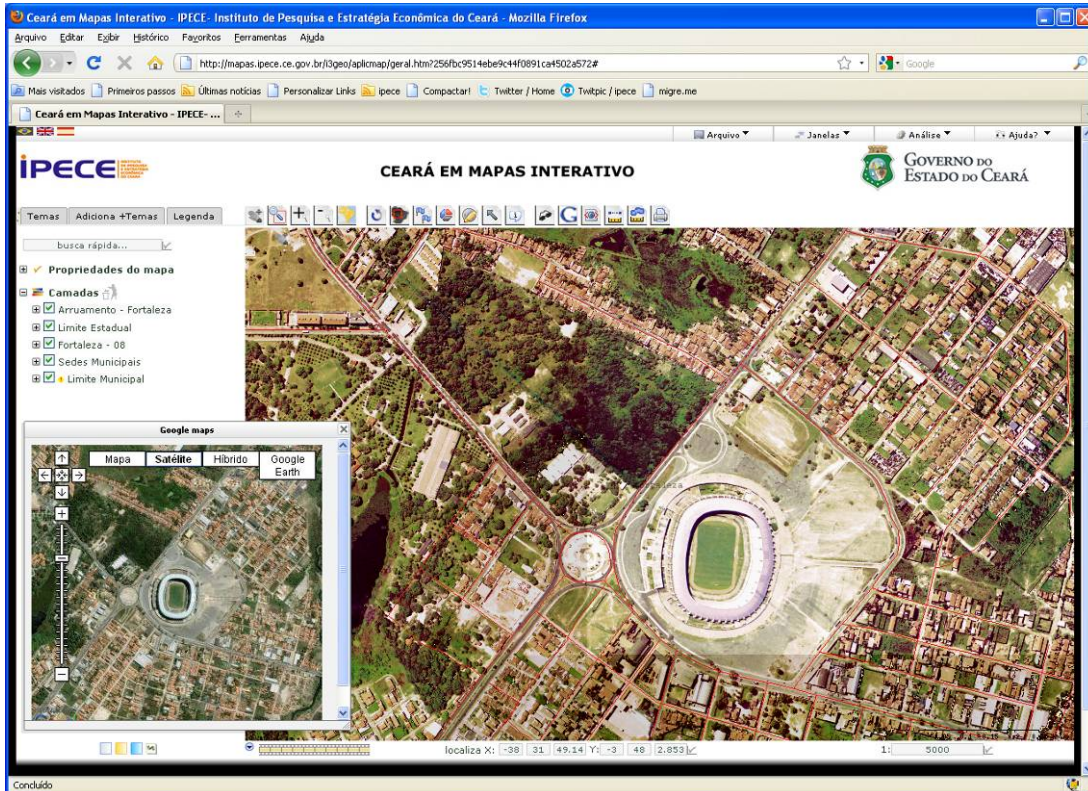 Ceará em Mapas Interativo - IPECE- Instituto de Pesquisa e Estratégia Econômica do Ceará - Mozilla Firefox
Arquivo Editar Exibir Histórico Favoritos Ferramentas Ajuda
http://mapas.ipece.ce.gov.br/i3geo/aplicmap/geral.htm?256fbc9514ebe9c44f0891ca4502a572#
Google
Mais visitados Primeiros passos Últimas notícias Personalizar Links ipece Compactar! Twitter / Home Twitpic / ipece migre.me
Ceará em Mapas Interativo - IPECE- ...
Arquivo Janelas Análise Ajuda?
IPECE
CEARÁ EM MAPAS INTERATIVO
GOVERNO DO
ESTADO DO CEARÁ
Temas Adiciona +Temas Legenda
busca rápida...
Propriedades do mapa
Camadas
Arruamento - Fortaleza
Limite Estadual
Fortaleza - 08
Sedes Municipais
Limite Municipal
Google maps
Mapa Satélite Híbrido Google Earth
localiza X: -38 31 49.14 Y: -3 48 2.853
1: 5000
Concluído